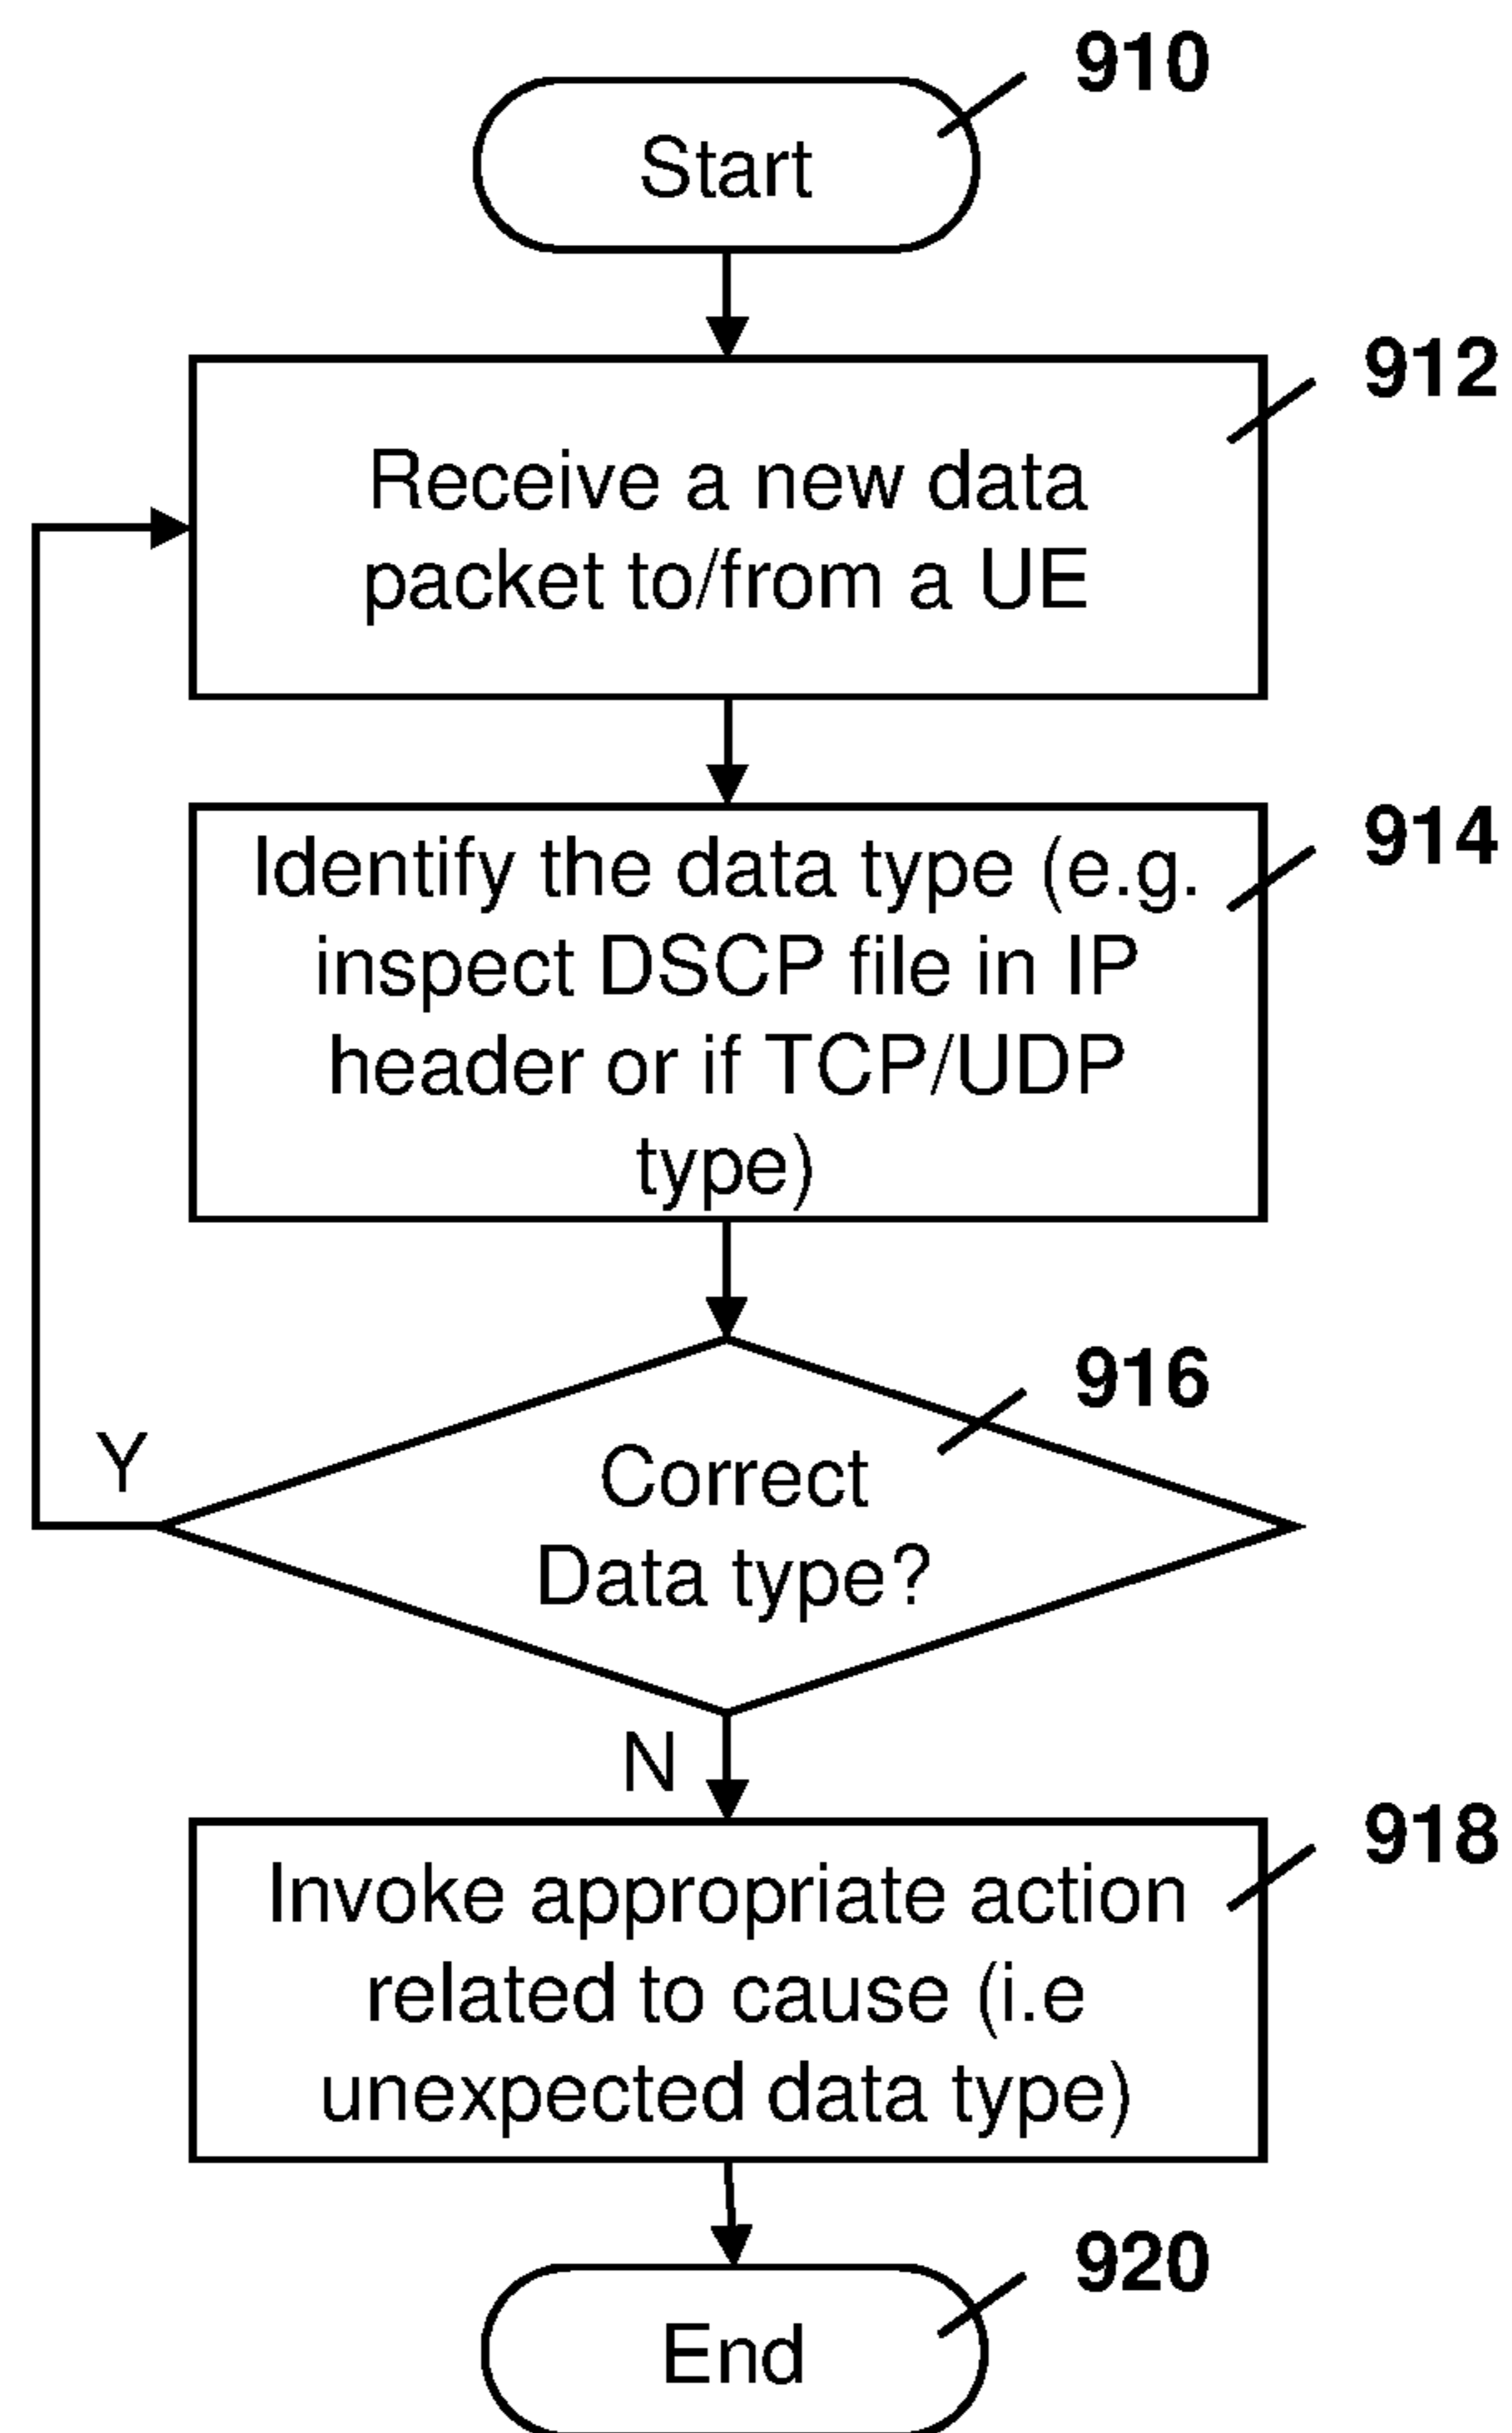 910
Start
912
Receive a new data
packet to/from a UE
914
Identify the data type (e.g.
inspect DSCP file in IP
header or if TCP/UDP
type)
916
Correct
Data type?
Y
N
918
Invoke appropriate action
related to cause (i.e
unexpected data type)
920
End